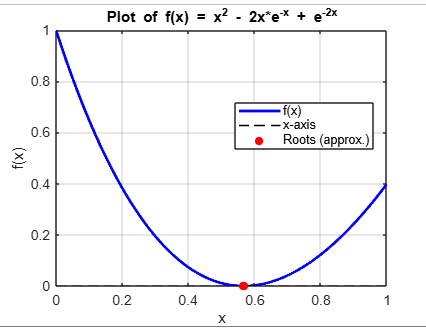 Plot of f(x) = x² - 2x*e⁻ˣ + e⁻²ˣ
1
0.8
0.6
0.4
0.2
0
f(x)
f(x)
x-axis
Roots (approx.)
0 0.2 0.4 0.6 0.8 1
x